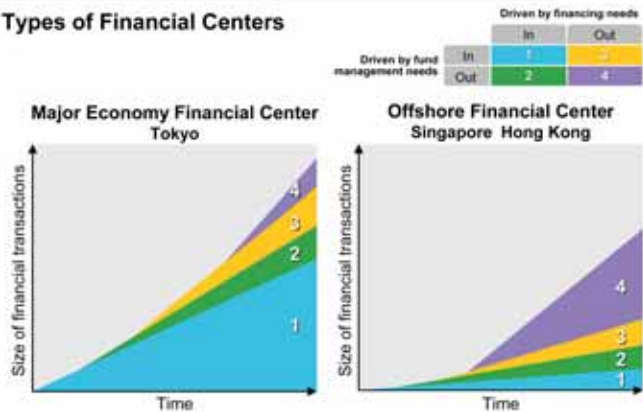 Types of Financial Centers
Driven by financing needs
In Out
Driven by fund
management needs
In 1 3
Out 2 4
Major Economy Financial Center
Tokyo
Size of financial transactions
4
3
2
1
Time
Offshore Financial Center
Singapore Hong Kong
Size of financial transactions
4
3
2
1
Time